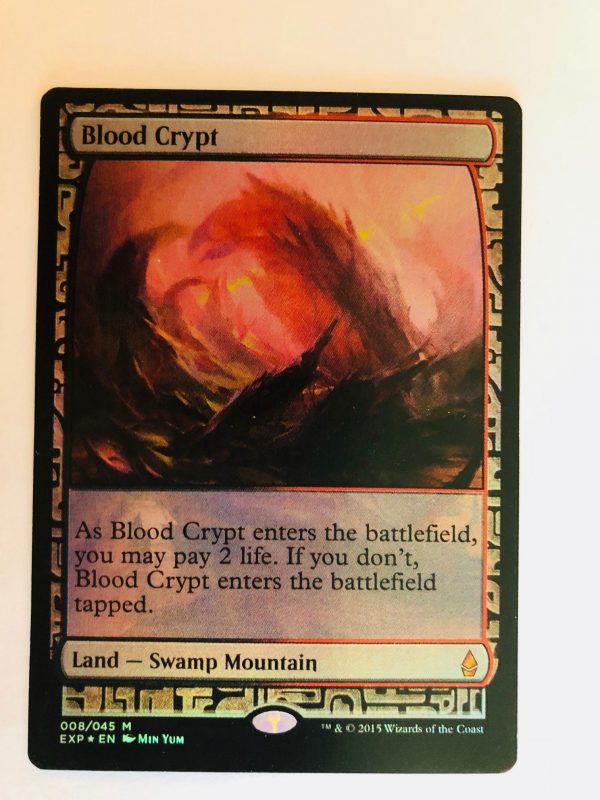 Blood Crypt
As Blood Crypt enters the battlefield,
you may pay 2 life. If you don't,
Blood Crypt enters the battlefield
tapped.
Land — Swamp Mountain
008/045 M
EXP ★ EN Min Yum
™ & © 2015 Wizards of the Coast